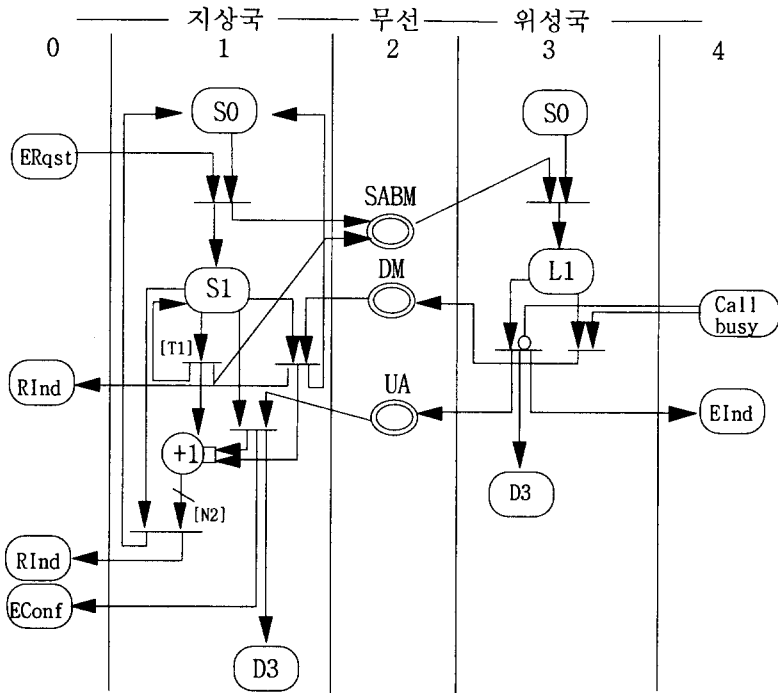 지상국 무선 위성국
0 1 2 3 4
S0 S0
ERqst
SABM
DM
S1 L1
Call
busy
[T1]
RInd
UA
EInd
+1
D3
[N2]
RInd
EConf
D3